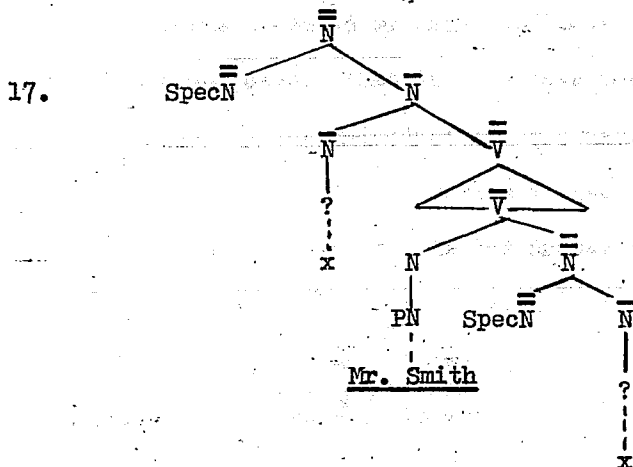 N̿
17. SpecN̿ N̅
N̅ V̿
? V̅
x N N̿
PN SpecN̿ N̅
Mr. Smith
?
x